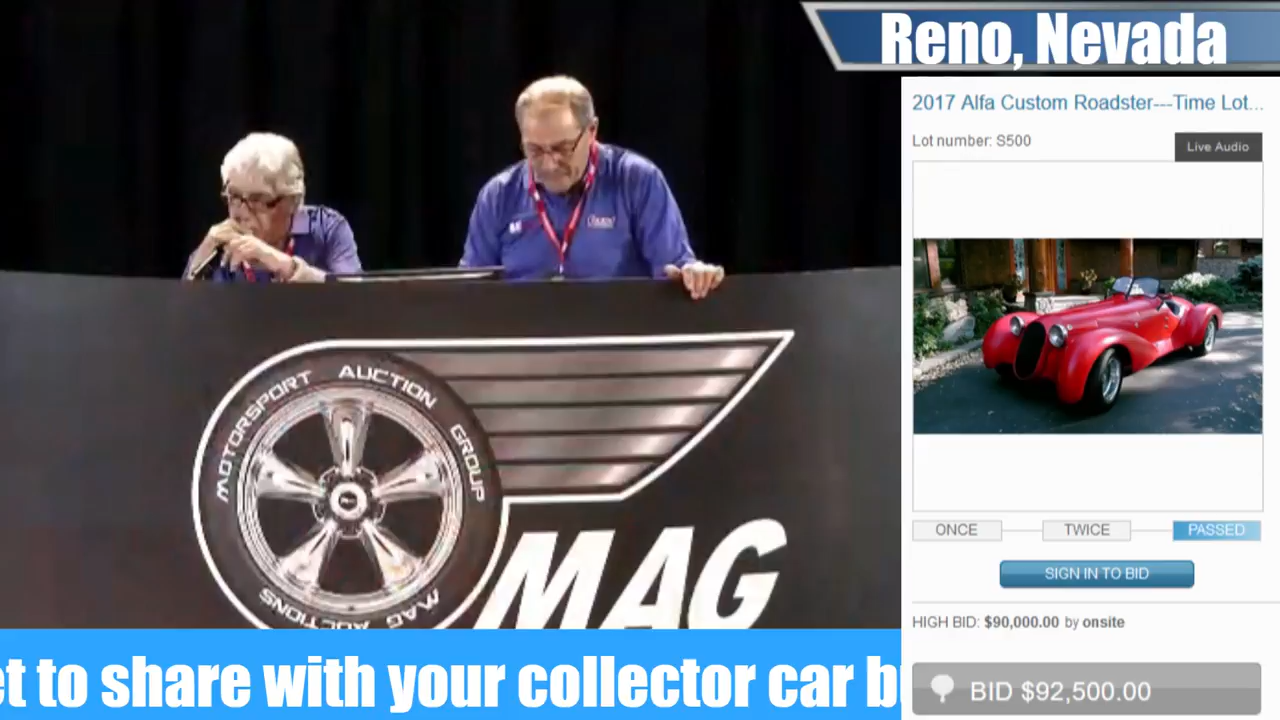 Reno, Nevada
2017 Alfa Custom Roadster---Time Lot...
Lot number: S500
Live Audio
MOTORSPORT AUCTION GROUP
MAG AUCTIONS
MAG
ONCE
TWICE
PASSED
SIGN IN TO BID
HIGH BID: $90,000.00 by onsite
BID $92,500.00
et to share with your collector car bu